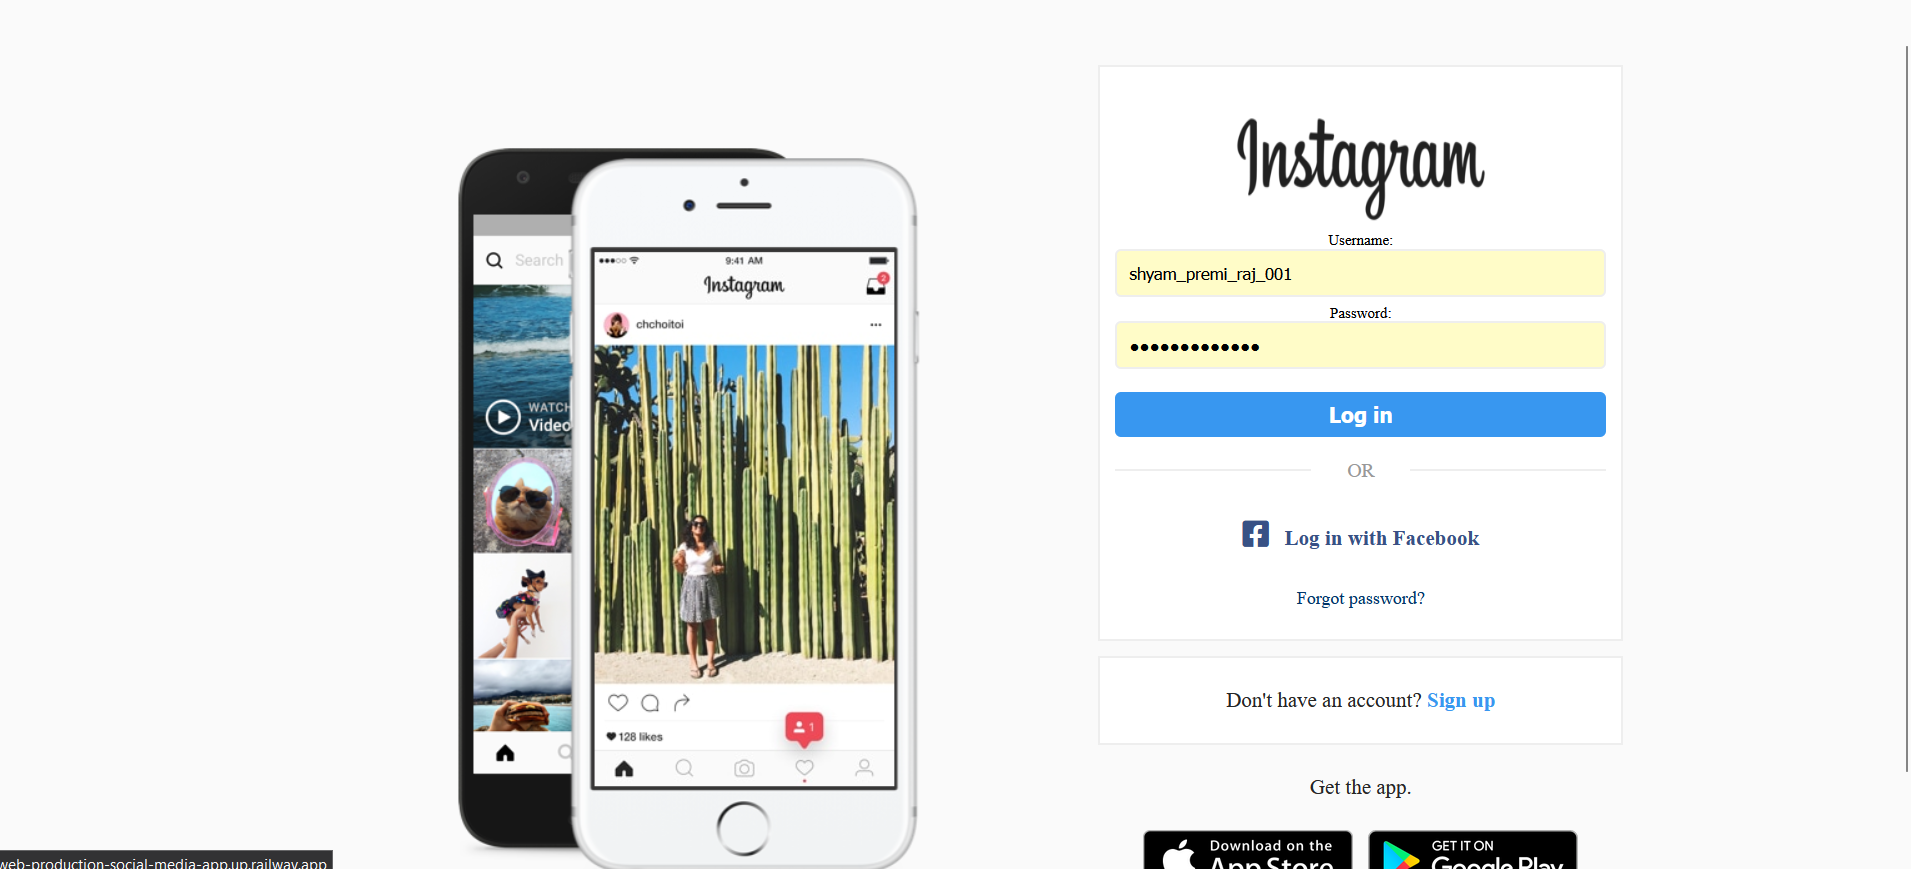 Instagram
Username:
shyam_premi_raj_001
Password:
•••••••••••••
Log in
OR
Log in with Facebook
Forgot password?
Don't have an account? Sign up
Get the app.
Download on the
App Store
GET IT ON
Google Play
Search
WATCH
Video
9:41 AM
Instagram
2
chchoitoi
1
128 likes
web-production-social-media-app.up.railway.app